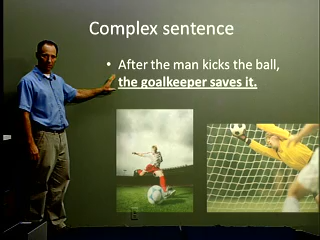 Complex sentence
• After the man kicks the ball,
the goalkeeper saves it.